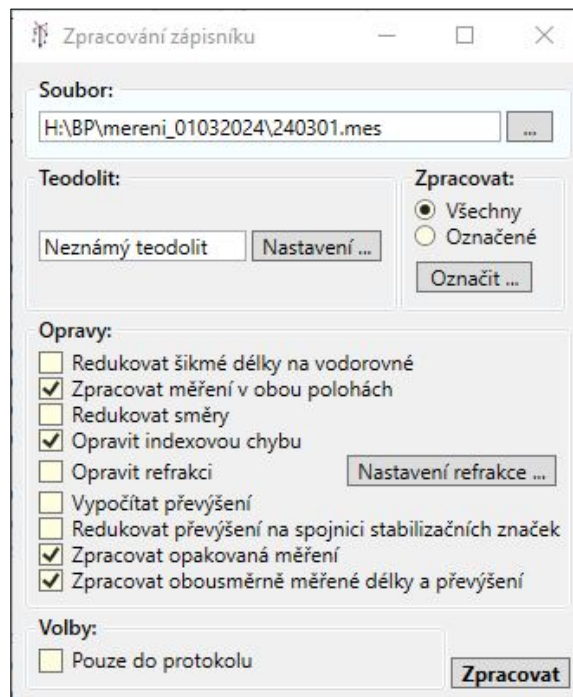 Zpracování zápisníku
Soubor:
H:\BP\mereni_01032024\240301.mes
...
Teodolit:
Neznámý teodolit
Nastavení ...
Zpracovat:
Všechny
Označené
Označit ...
Opravy:
Redukovat šikmé délky na vodorovné
Zpracovat měření v obou polohách
Redukovat směry
Opravit indexovou chybu
Opravit refrakci
Nastavení refrakce ...
Vypočítat převýšení
Redukovat převýšení na spojnici stabilizačních značek
Zpracovat opakovaná měření
Zpracovat obousměrně měřené délky a převýšení
Volby:
Pouze do protokolu
Zpracovat